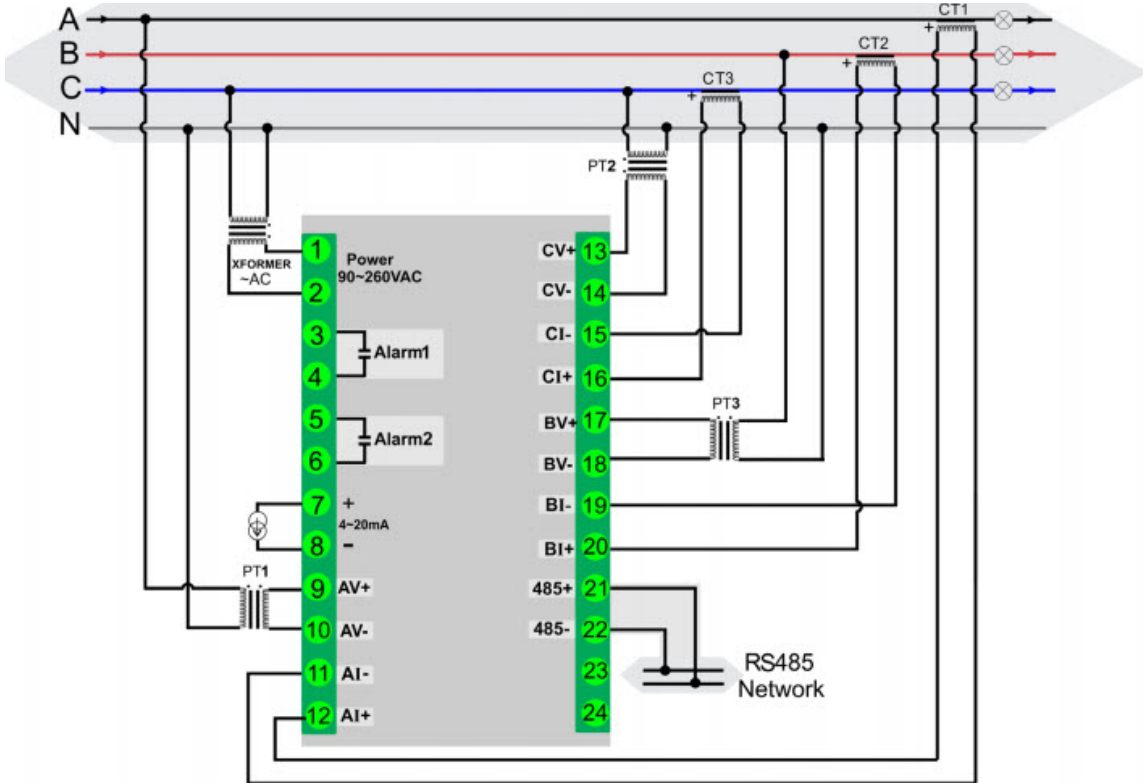 A
B
C
N
CT1
+
CT2
+
CT3
+
PT2
XFORMER
~AC
1
2
3
4
5
6
7
8
9
10
11
12
Power
90~260VAC
Alarm1
Alarm2
+
4~20mA
−
PT1
AV+
AV-
AI-
AI+
CV+
CV-
CI-
CI+
BV+
BV-
BI-
BI+
485+
485-
13
14
15
16
17
18
19
20
21
22
23
24
PT3
RS485
Network